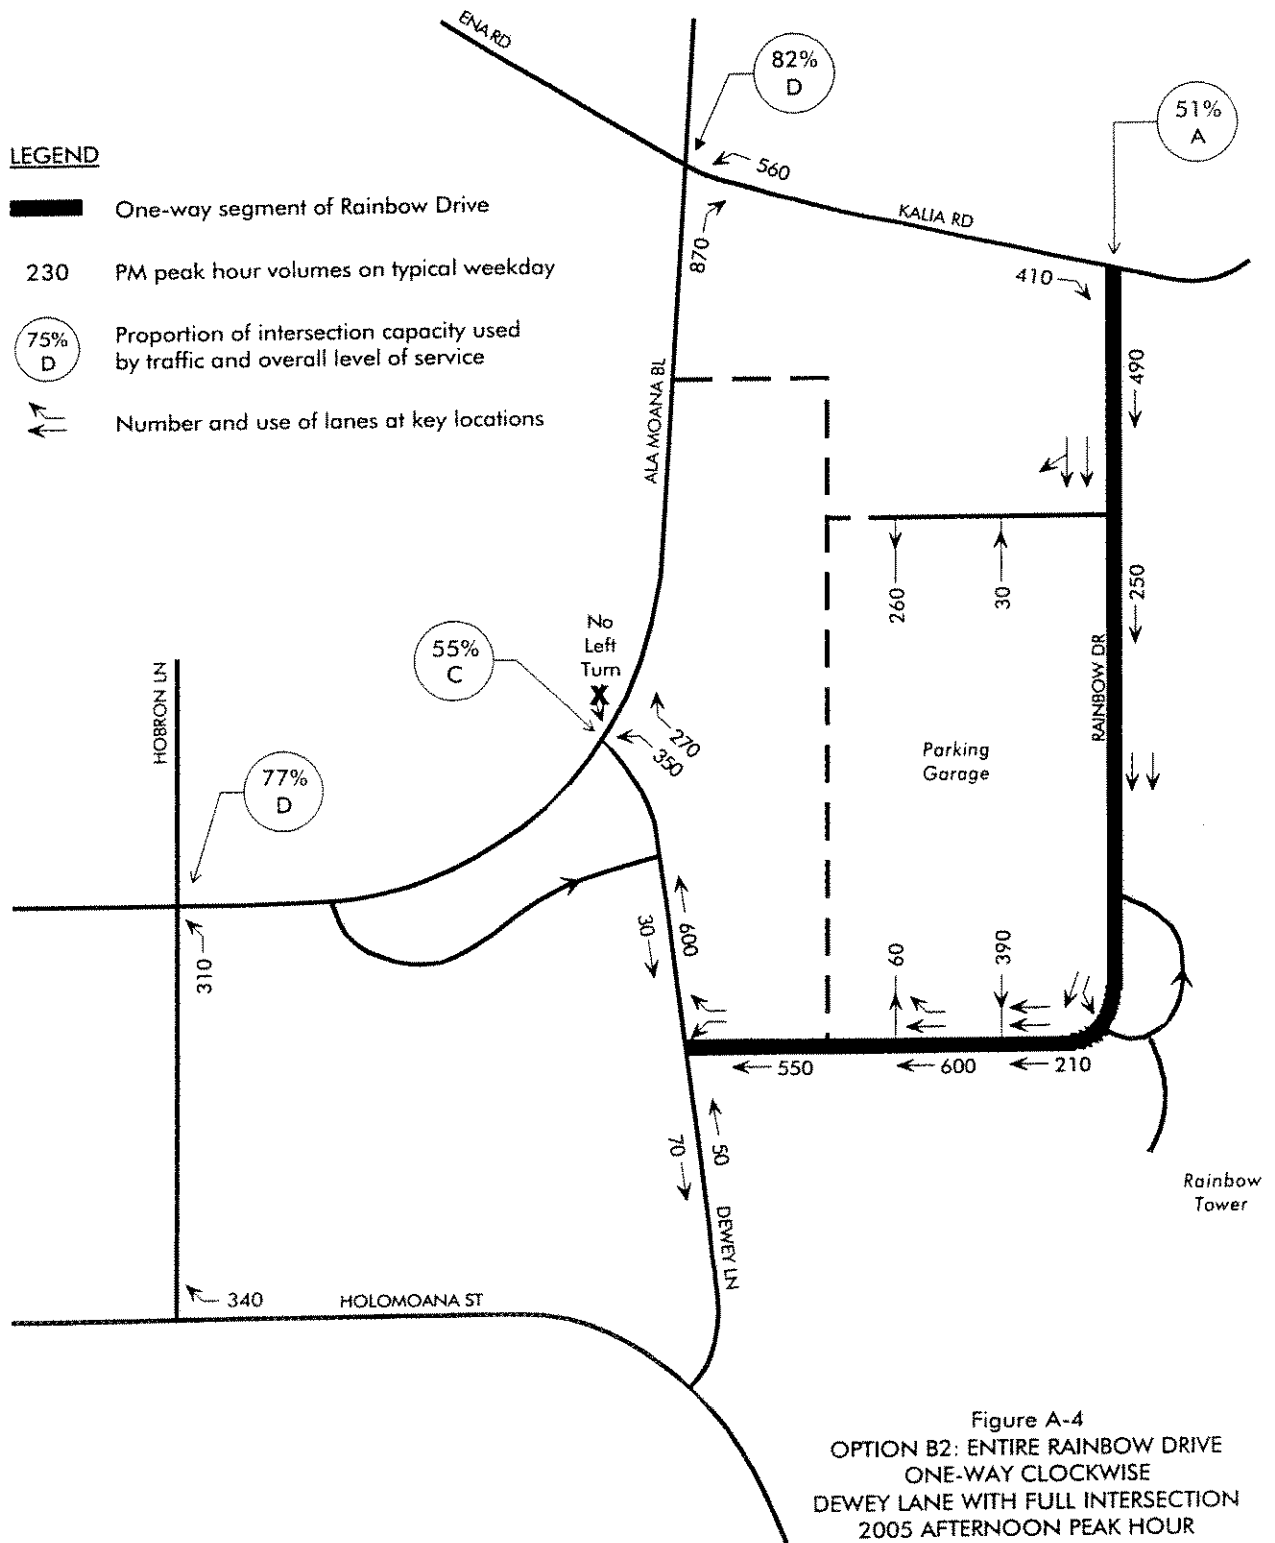 ENA RD
82%
D
51%
A
LEGEND
One-way segment of Rainbow Drive
230 PM peak hour volumes on typical weekday
75%
D
Proportion of intersection capacity used
by traffic and overall level of service
Number and use of lanes at key locations
560
KALIA RD
870
410
490
ALA MOANA BL
260
30
250
No
Left
Turn
X
55%
C
HOBRON LN
77%
D
270
350
RAINBOW DR
Parking
Garage
310
30
600
60
390
550
600
210
70
50
DEWEY LN
Rainbow
Tower
340
HOLOMOANA ST
Figure A-4
OPTION B2: ENTIRE RAINBOW DRIVE
ONE-WAY CLOCKWISE
DEWEY LANE WITH FULL INTERSECTION
2005 AFTERNOON PEAK HOUR